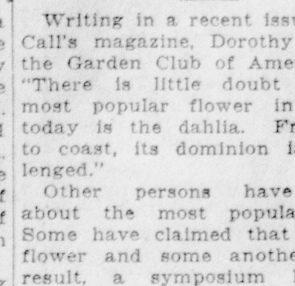 Writing in a recent issu
Call's magazine, Dorothy
the Garden Club of Ame
"There is little doubt
most popular flower in
today is the dahlia. Fr
to coast, its dominion i
lenged."
Other persons have
about the most popula
Some have claimed that
flower and some anothe
result, a symposium